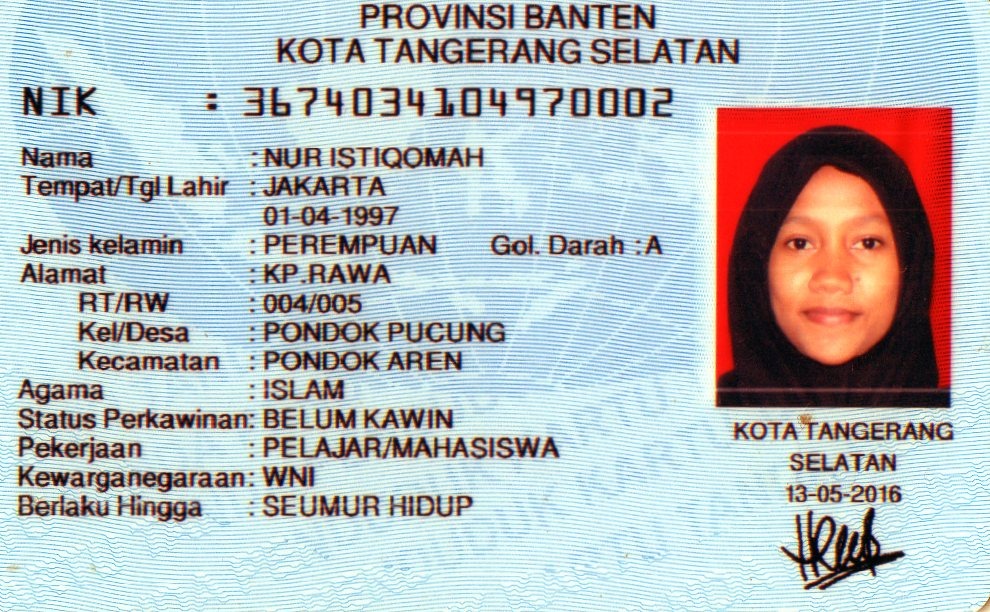 PROVINSI BANTEN
KOTA TANGERANG SELATAN
NIK : 3674034104970002
Nama : NUR ISTIQOMAH
Tempat/Tgl Lahir : JAKARTA
01-04-1997
Jenis kelamin : PEREMPUAN Gol. Darah : A
Alamat : KP.RAWA
RT/RW : 004/005
Kel/Desa : PONDOK PUCUNG
Kecamatan : PONDOK AREN
Agama : ISLAM
Status Perkawinan: BELUM KAWIN
Pekerjaan : PELAJAR/MAHASISWA
Kewarganegaraan: WNI
Berlaku Hingga : SEUMUR HIDUP
KOTA TANGERANG
SELATAN
13-05-2016